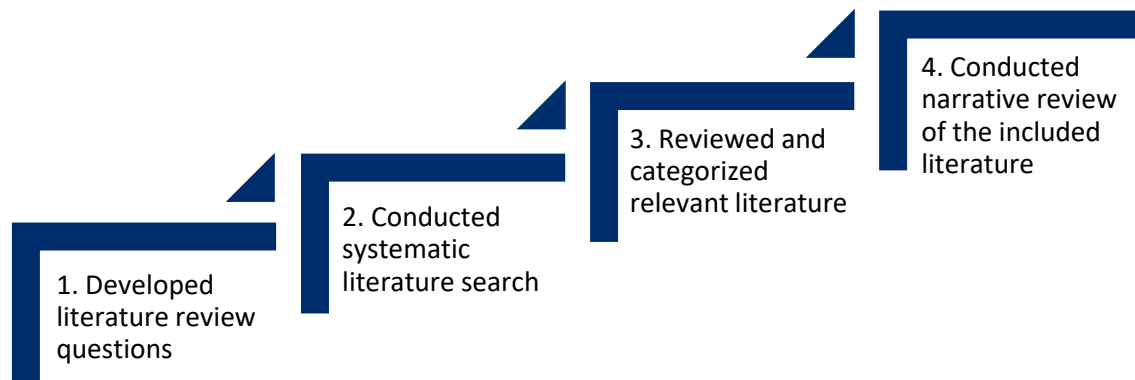 1. Developed
literature review
questions
2. Conducted
systematic
literature search
3. Reviewed and
categorized
relevant literature
4. Conducted
narrative review
of the included
literature